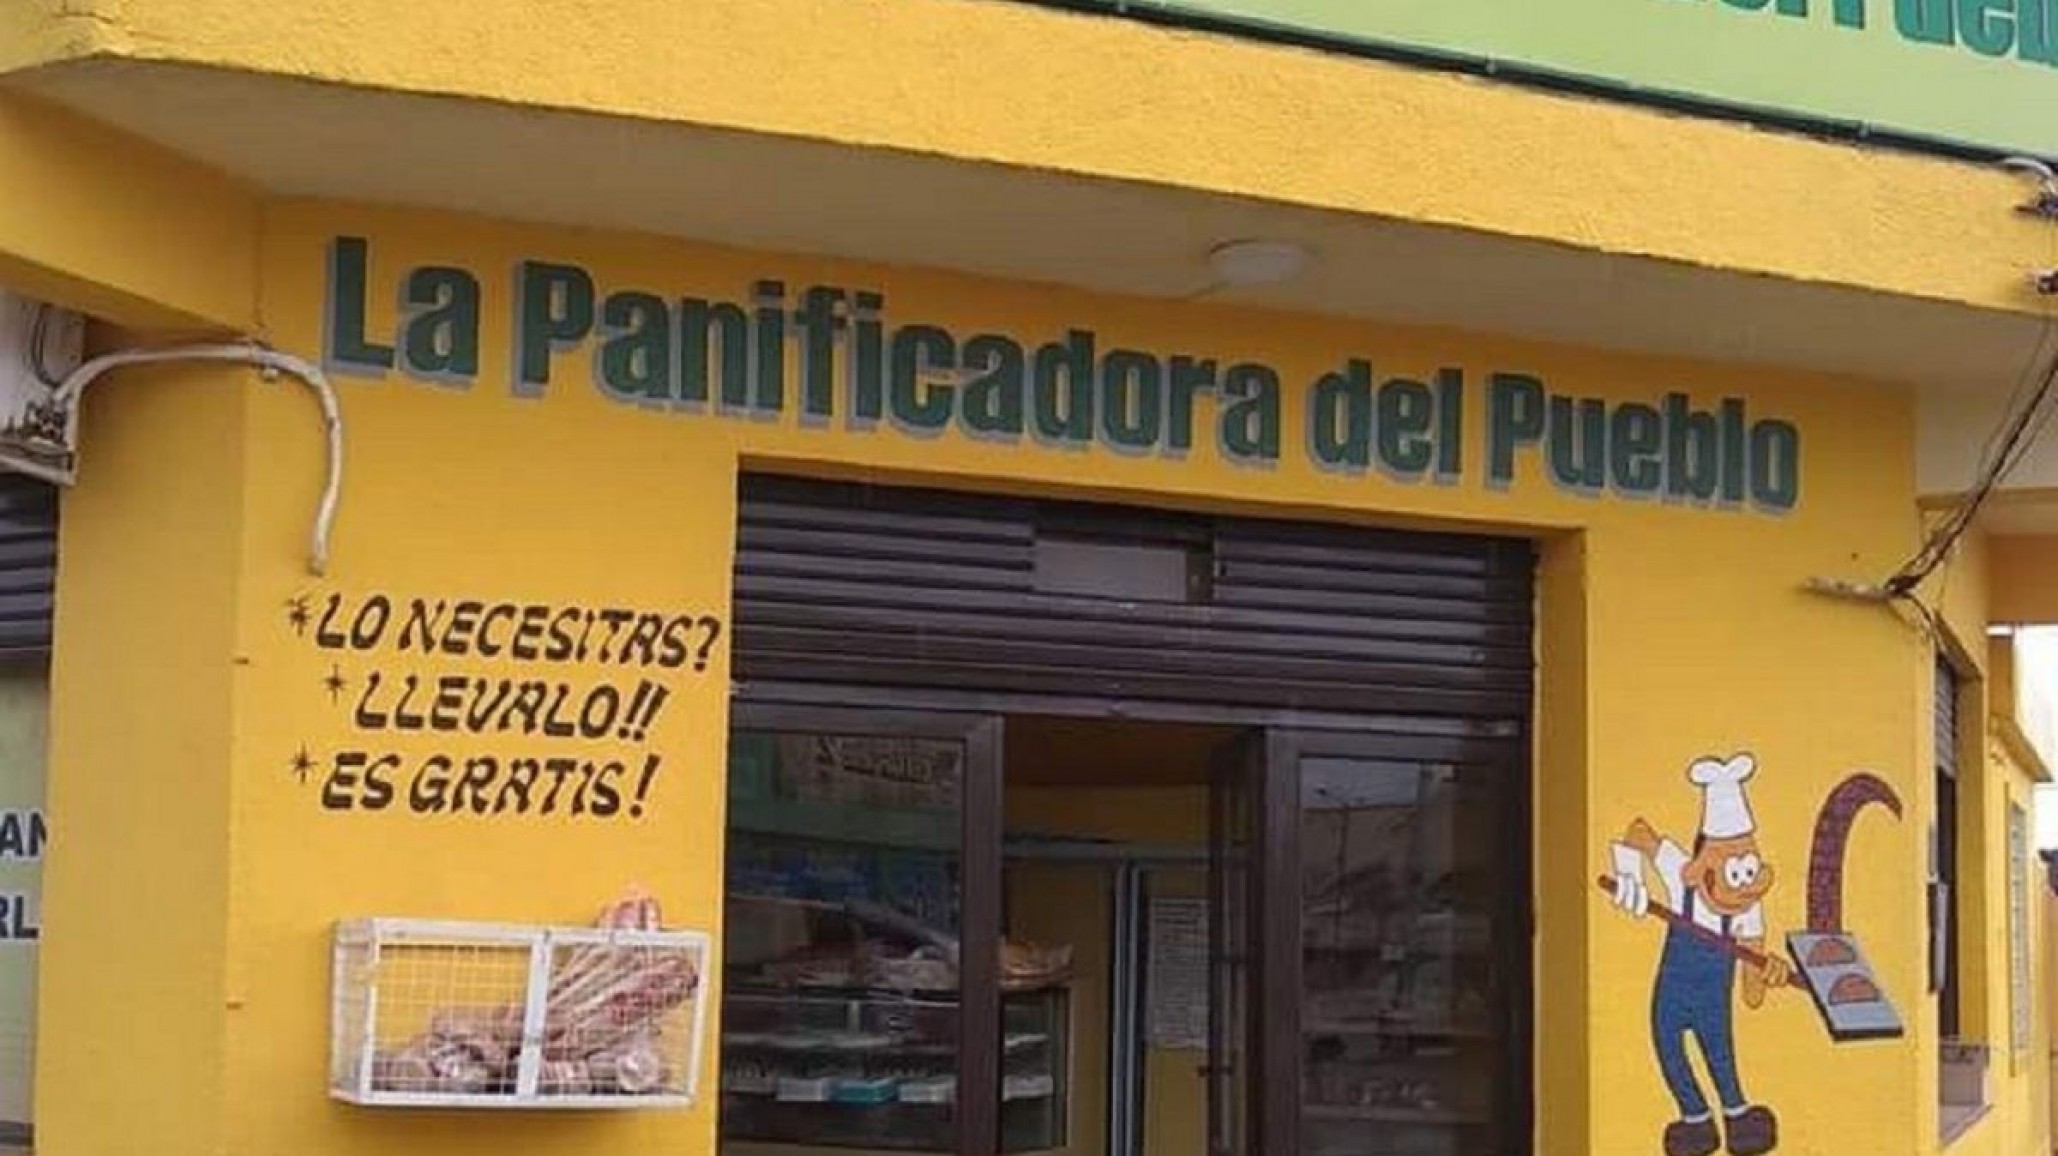 La Panificadora del Pueblo
*LO NECESITAS?
*LLEVALO!!
*ES GRATIS!